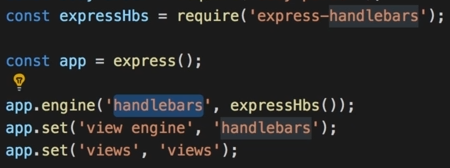 const expressHbs = require('express-handlebars');
const app = express();
app.engine('handlebars', expressHbs());
app.set('view engine', 'handlebars');
app.set('views', 'views');